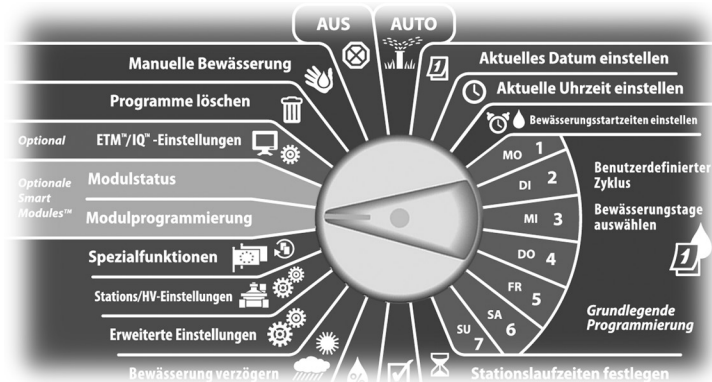 AUS
AUTO
Manuelle Bewässerung
Programme löschen
Optional
ETM™/IQ™ -Einstellungen
Optionale
Smart
Modules™
Modulstatus
Modulprogrammierung
Spezialfunktionen
Stations/HV-Einstellungen
Erweiterte Einstellungen
Bewässerung verzögern
1
Aktuelles Datum einstellen
Aktuelle Uhrzeit einstellen
Bewässerungsstartzeiten einstellen
MO 1
DI 2
MI 3
DO 4
FR 5
SA 6
SU 7
Benutzerdefinierter
Zyklus
Bewässerungstage
auswählen
1
Grundlegende
Programmierung
Stationslaufzeiten festlegen
%